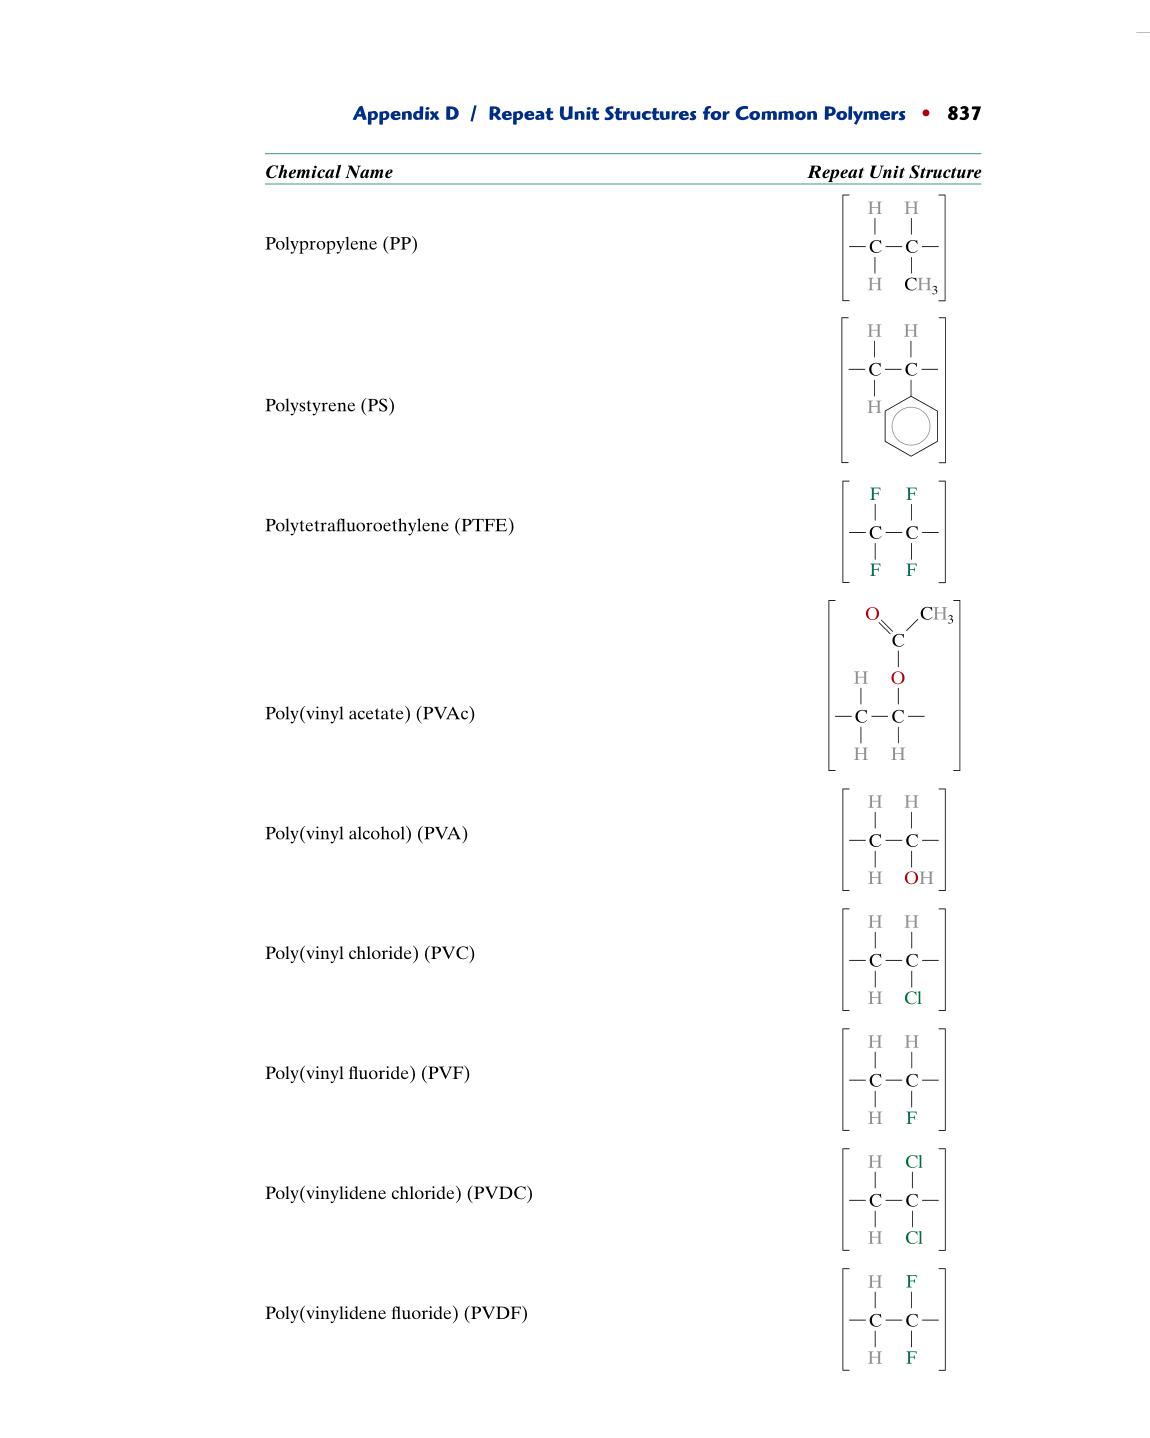 Appendix D / Repeat Unit Structures for Common Polymers • 837
Chemical Name Repeat Unit Structure
Polypropylene (PP)
H H
C C
H CH3
Polystyrene (PS)
H H
C C
H
Polytetrafluoroethylene (PTFE)
F F
C C
F F
Poly(vinyl acetate) (PVAc)
O CH3
C
H O
C C
H H
Poly(vinyl alcohol) (PVA)
H H
C C
H OH
Poly(vinyl chloride) (PVC)
H H
C C
H Cl
Poly(vinyl fluoride) (PVF)
H H
C C
H F
Poly(vinylidene chloride) (PVDC)
H Cl
C C
H Cl
Poly(vinylidene fluoride) (PVDF)
H F
C C
H F